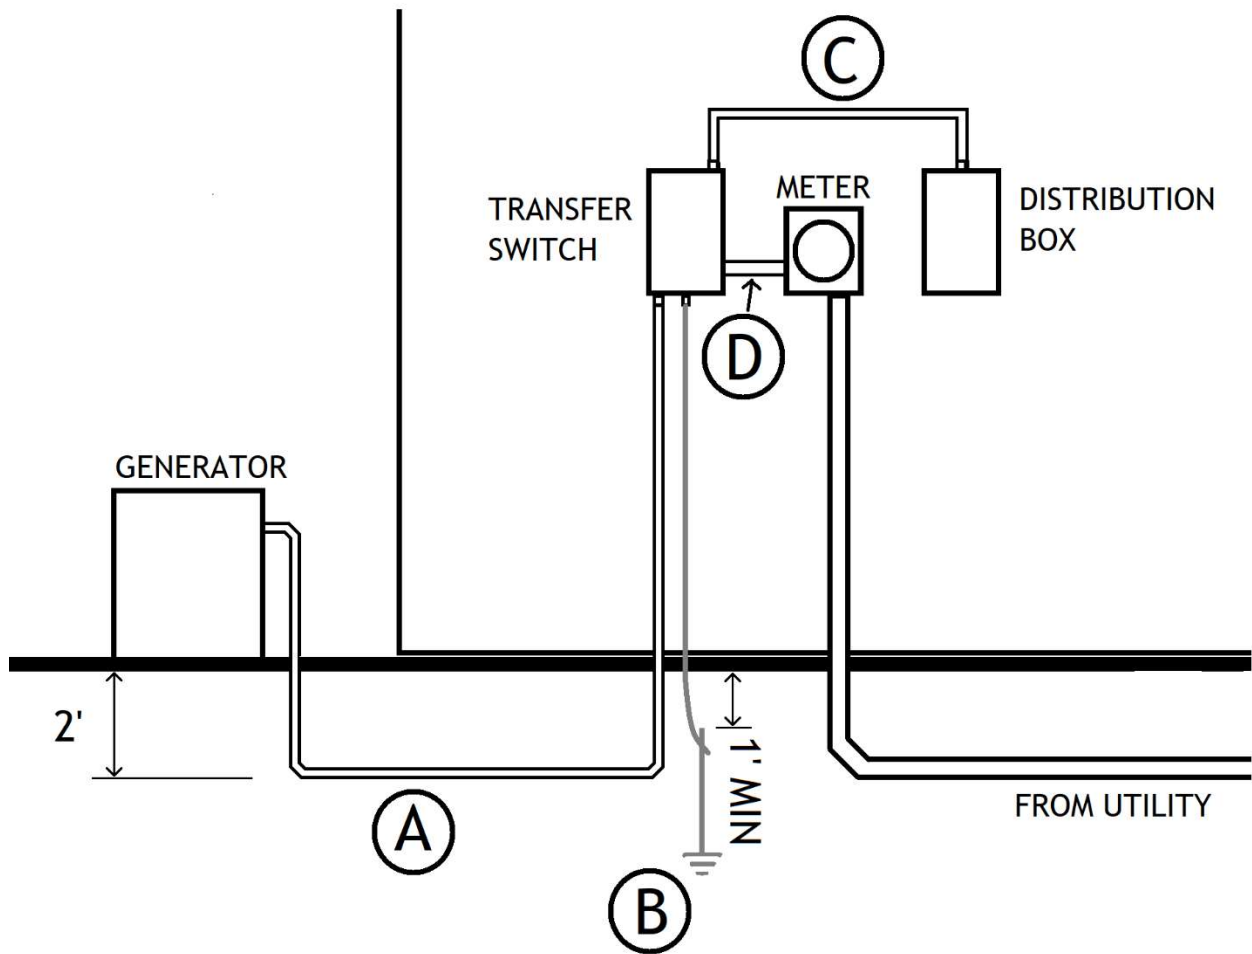 C
TRANSFER
SWITCH
METER
DISTRIBUTION
BOX
D
GENERATOR
2'
1' MIN
A
FROM UTILITY
B